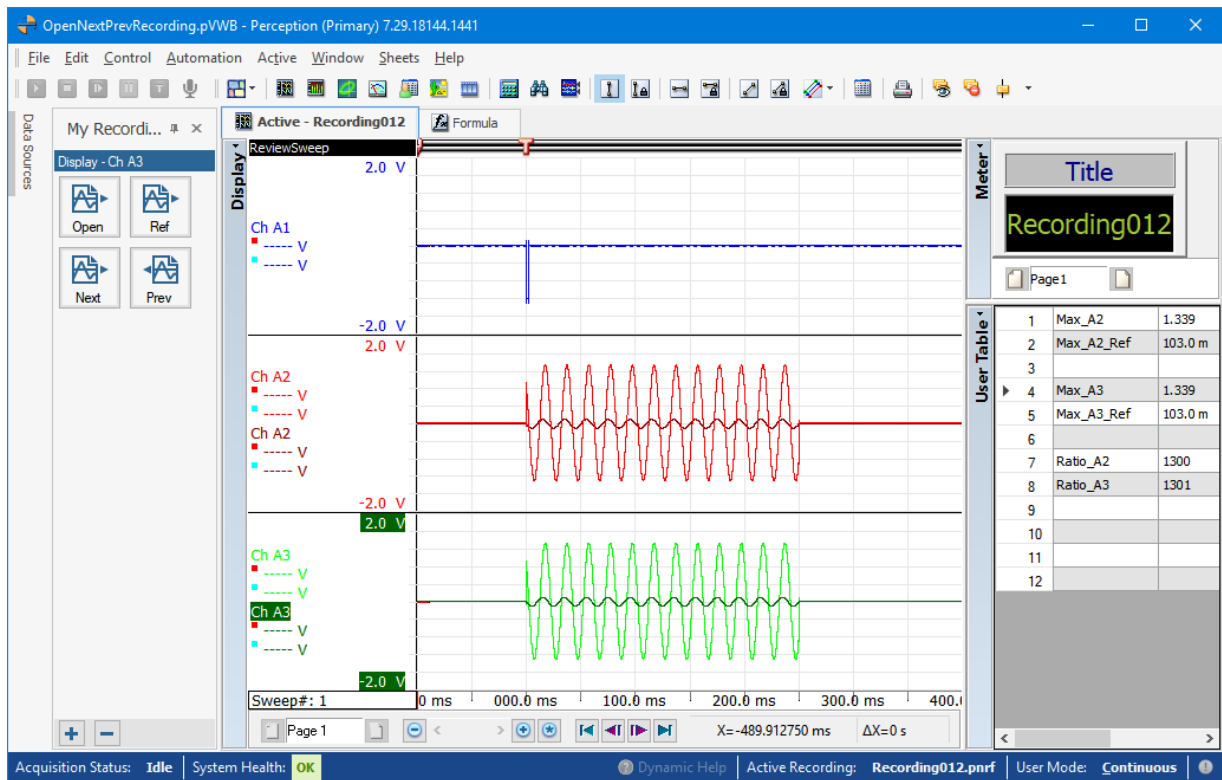 OpenNextPrevRecording.pVWB - Perception (Primary) 7.29.18144.1441
File Edit Control Automation Active Window Sheets Help
Data Sources
My Recordi...
Display - Ch A3
Open Ref
Next Prev
Active - Recording012 Formula
Display
ReviewSweep
2.0 V
Ch A1
----- V
----- V
-2.0 V
2.0 V
Ch A2
----- V
----- V
Ch A2
----- V
----- V
-2.0 V
2.0 V
Ch A3
----- V
----- V
Ch A3
----- V
----- V
-2.0 V
Sweep#: 1 0 ms 000.0 ms 100.0 ms 200.0 ms 300.0 ms 400.
Page 1 X=-489.912750 ms ΔX=0 s
Meter
Title
Recording012
Page1
User Table
1 Max_A2 1.339
2 Max_A2_Ref 103.0 m
3
4 Max_A3 1.339
5 Max_A3_Ref 103.0 m
6
7 Ratio_A2 1300
8 Ratio_A3 1301
9
10
11
12
Acquisition Status: Idle System Health: OK Dynamic Help Active Recording: Recording012.pnrf User Mode: Continuous